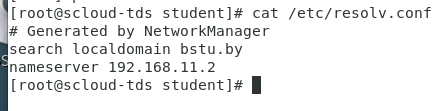 [root@scloud-tds student]# cat /etc/resolv.conf
# Generated by NetworkManager
search localdomain bstu.by
nameserver 192.168.11.2
[root@scloud-tds student]#